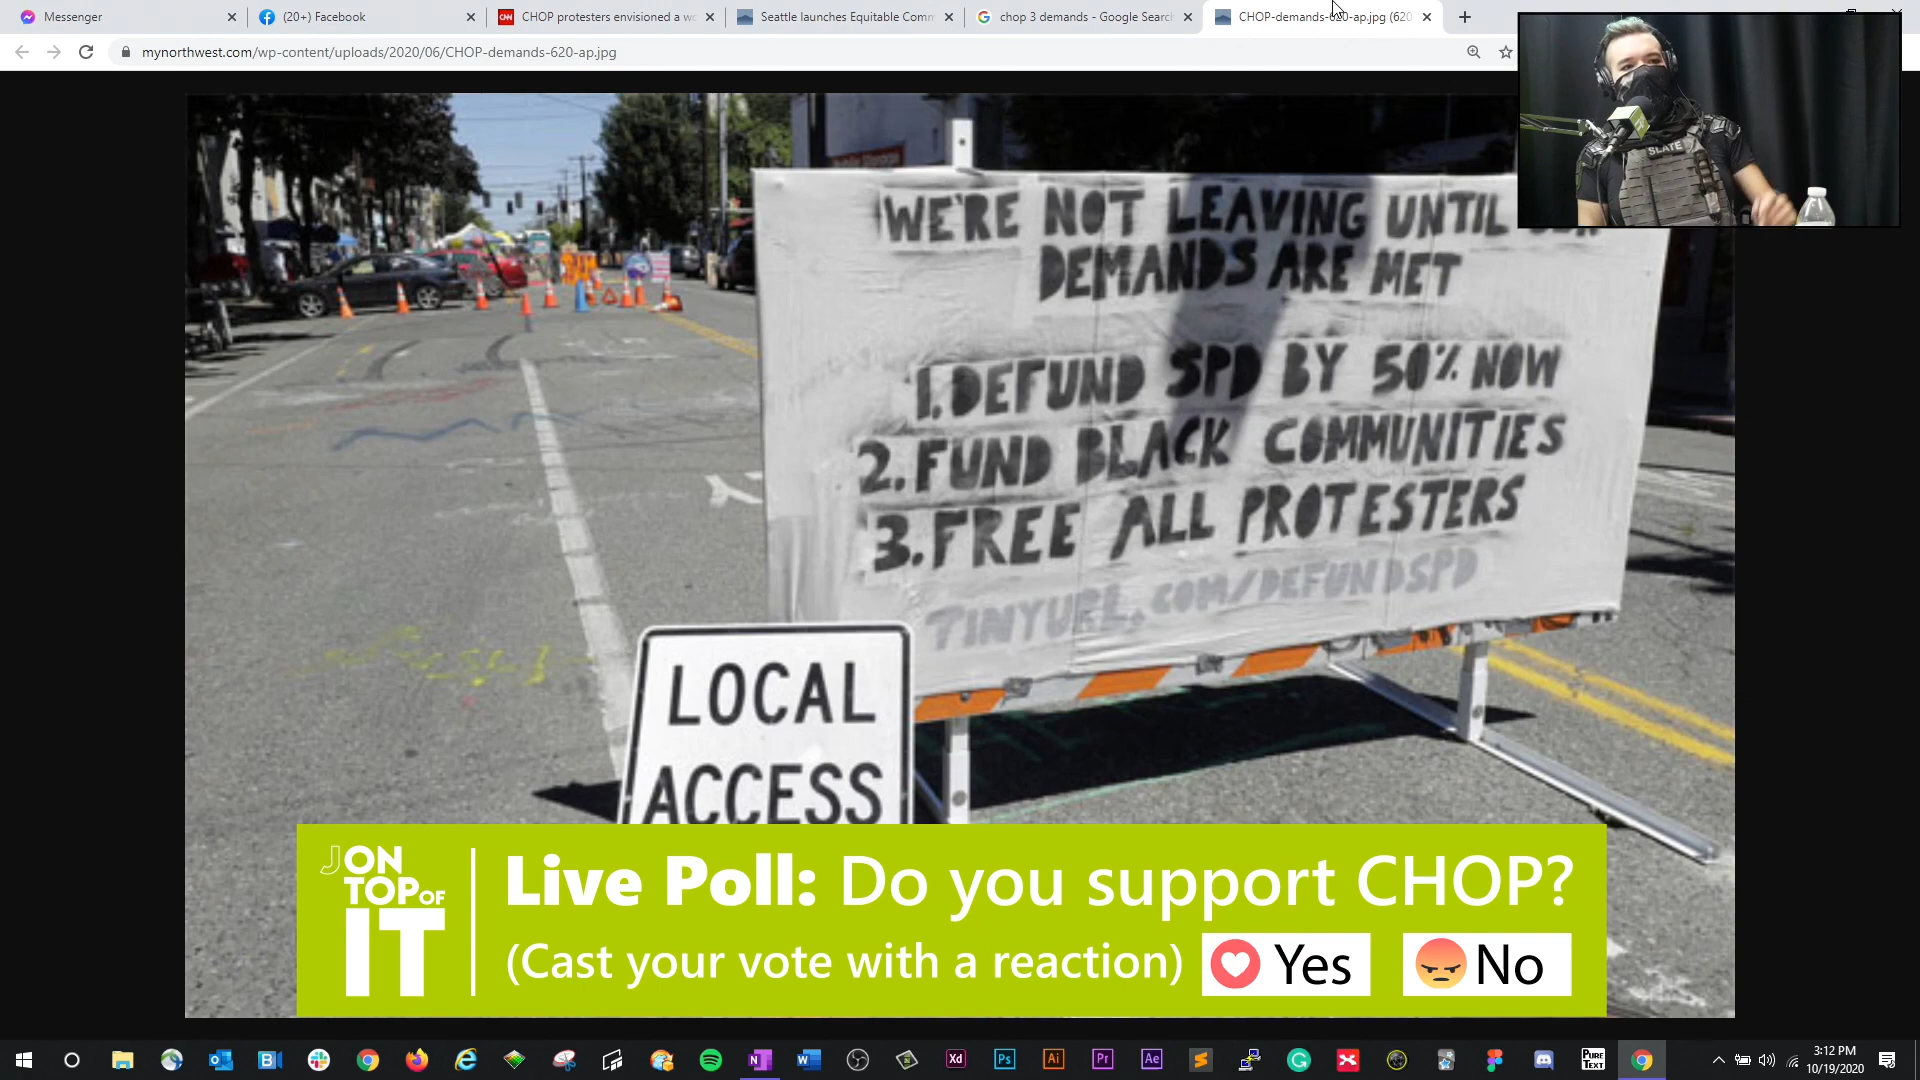 Messenger
(20+) Facebook
CHOP protesters envisioned a wo
Seattle launches Equitable Comm
chop 3 demands - Google Search
CHOP-demands-620-ap.jpg (620
mynorthwest.com/wp-content/uploads/2020/06/CHOP-demands-620-ap.jpg
SLATE
WE'RE NOT LEAVING UNTIL
DEMANDS ARE MET
1. DEFUND SPD BY 50% NOW
2. FUND BLACK COMMUNITIES
3. FREE ALL PROTESTERS
TINYURL.COM/DEFUNDSPD
LOCAL
ACCESS
JON
TOP OF
IT
Live Poll: Do you support CHOP?
(Cast your vote with a reaction) Yes No
3:12 PM
10/19/2020